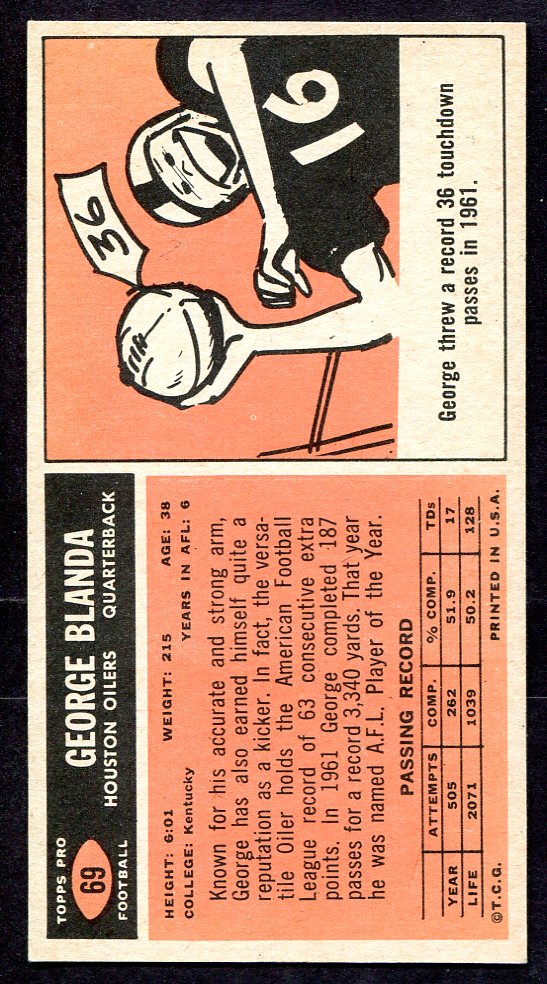 TOPPS PRO
69
FOOTBALL
GEORGE BLANDA
HOUSTON OILERS QUARTERBACK
HEIGHT: 6:01 WEIGHT: 215 AGE: 38
COLLEGE: Kentucky YEARS IN AFL: 6
Known for his accurate and strong arm,
George has also earned himself quite a
reputation as a kicker. In fact, the versa-
tile Oiler holds the American Football
League record of 63 consecutive extra
points. In 1961 George completed 187
passes for a record 3,340 yards. That year
he was named A.F.L. Player of the Year.
PASSING RECORD
ATTEMPTS COMP. % COMP. TDs
YEAR 505 262 51.9 17
LIFE 2071 1039 50.2 128
©T.C.G. PRINTED IN U.S.A.
36
16
George threw a record 36 touchdown
passes in 1961.